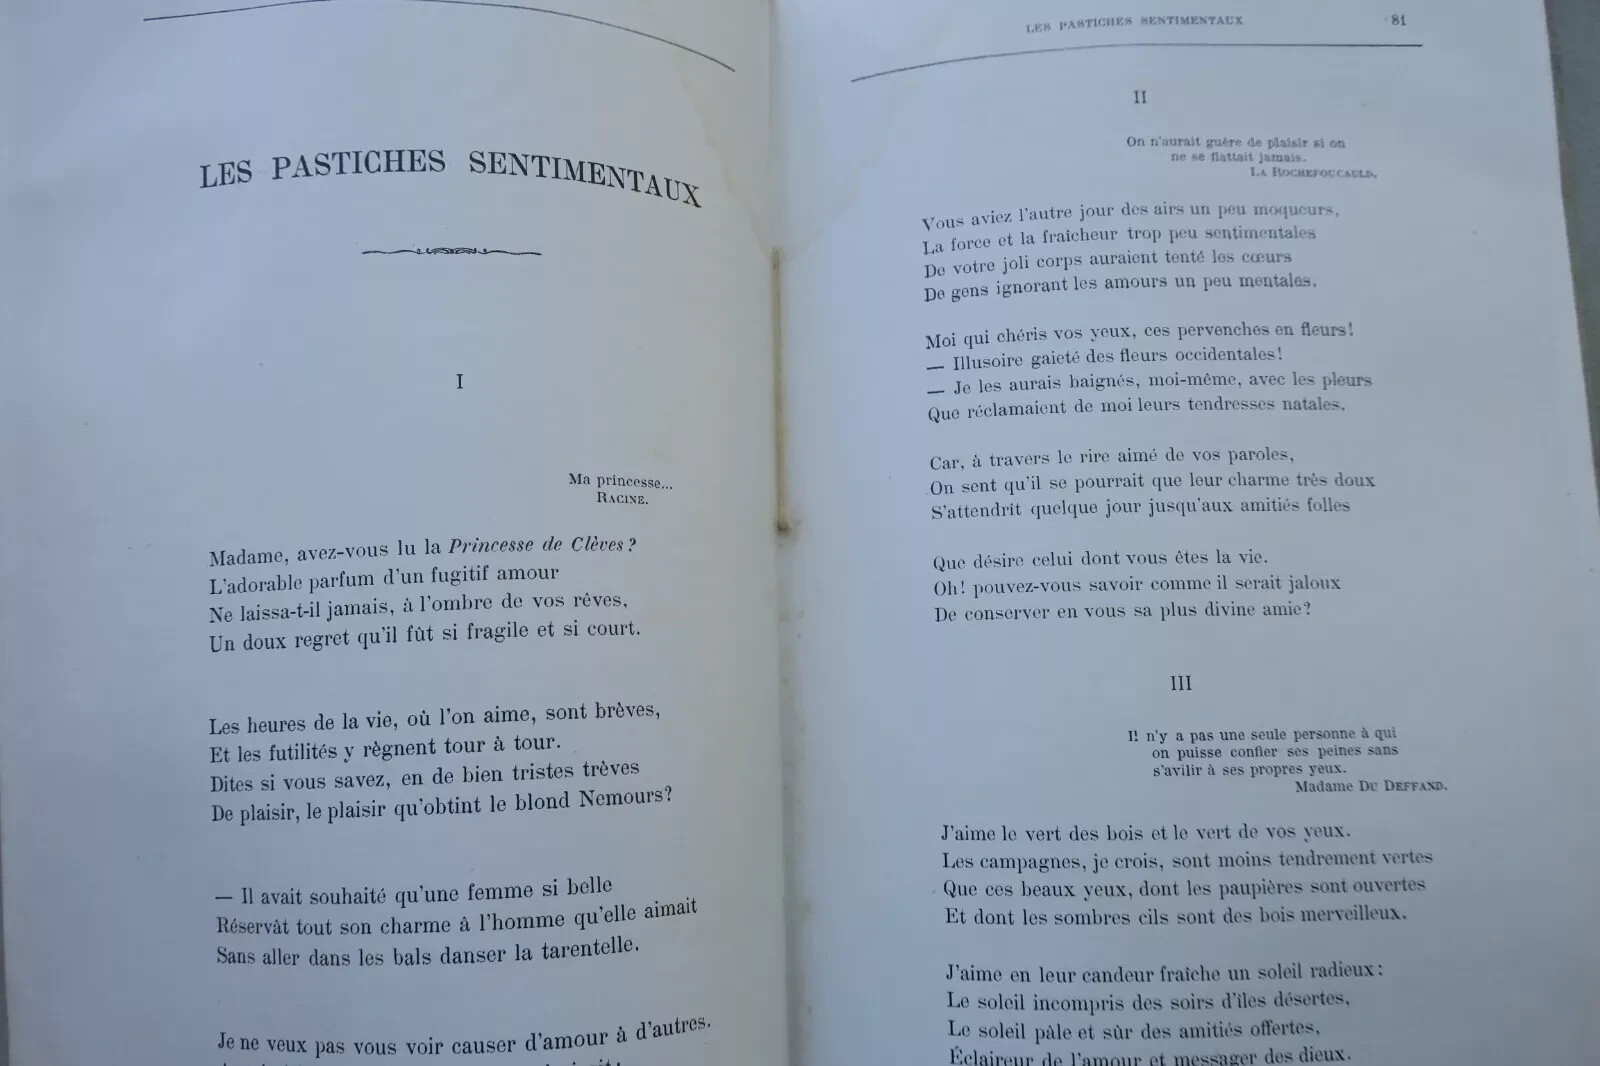 LES PASTICHES SENTIMENTAUX
I
Ma princesse...
RACINE.
Madame, avez-vous lu la Princesse de Clèves?
L'adorable parfum d'un fugitif amour
Ne laissa-t-il jamais, à l'ombre de vos rêves,
Un doux regret qu'il fût si fragile et si court.
Les heures de la vie, où l'on aime, sont brèves,
Et les futilités y règnent tour à tour.
Dites si vous savez, en de bien tristes trêves
De plaisir, le plaisir qu'obtint le blond Nemours?
— Il avait souhaité qu'une femme si belle
Réservât tout son charme à l'homme qu'elle aimait
Sans aller dans les bals danser la tarentelle.
Je ne veux pas vous voir causer d'amour à d'autres.
LES PASTICHES SENTIMENTAUX 81
II
On n'aurait guère de plaisir si on
ne se flattait jamais.
LA ROCHEFOUCAULD.
Vous aviez l'autre jour des airs un peu moqueurs,
La force et la fraîcheur trop peu sentimentales
De votre joli corps auraient tenté les cœurs
De gens ignorant les amours un peu mentales.
Moi qui chéris vos yeux, ces pervenches en fleurs!
— Illusoire gaieté des fleurs occidentales!
— Je les aurais baignés, moi-même, avec les pleurs
Que réclamaient de moi leurs tendresses natales.
Car, à travers le rire aimé de vos paroles,
On sent qu'il se pourrait que leur charme très doux
S'attendrit quelque jour jusqu'aux amitiés folles
Que désire celui dont vous êtes la vie.
Oh! pouvez-vous savoir comme il serait jaloux
De conserver en vous sa plus divine amie?
III
Il n'y a pas une seule personne à qui
on puisse confier ses peines sans
s'avilir à ses propres yeux.
Madame DU DEFFAND.
J'aime le vert des bois et le vert de vos yeux.
Les campagnes, je crois, sont moins tendrement vertes
Que ces beaux yeux, dont les paupières sont ouvertes
Et dont les sombres cils sont des bois merveilleux.
J'aime en leur candeur fraîche un soleil radieux:
Le soleil incompris des soirs d'îles désertes,
Le soleil pâle et sûr des amitiés offertes,
Éclaireur de l'amour et messager des dieux.